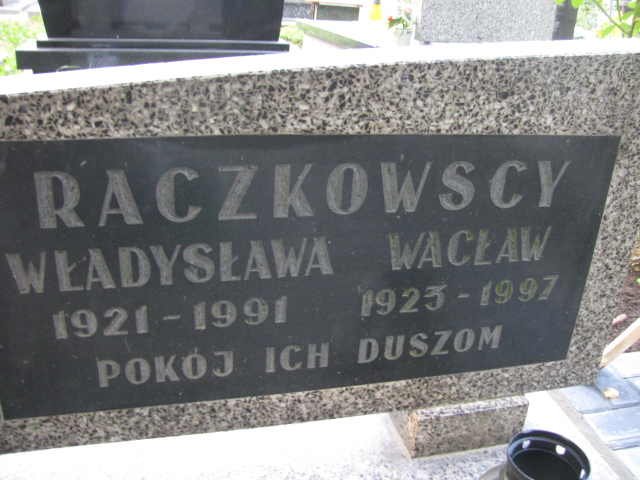 RACZKOWSCY
WŁADYSŁAWA WACŁAW
1921-1991 1923-1997
POKÓJ ICH DUSZOM